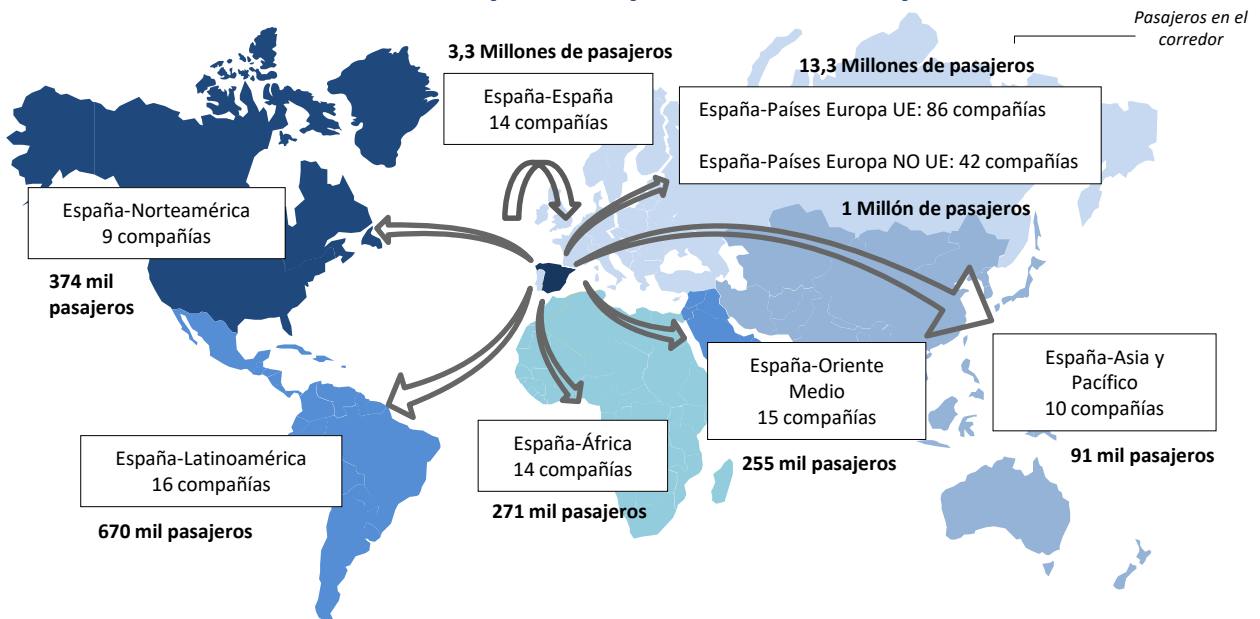 Pasajeros en el
corredor
3,3 Millones de pasajeros
España-España
14 compañías
13,3 Millones de pasajeros
España-Países Europa UE: 86 compañías
España-Países Europa NO UE: 42 compañías
1 Millón de pasajeros
España-Norteamérica
9 compañías
374 mil
pasajeros
España-Oriente
Medio
15 compañías
255 mil pasajeros
España-Asia y
Pacífico
10 compañías
91 mil pasajeros
España-Latinoamérica
16 compañías
670 mil pasajeros
España-África
14 compañías
271 mil pasajeros